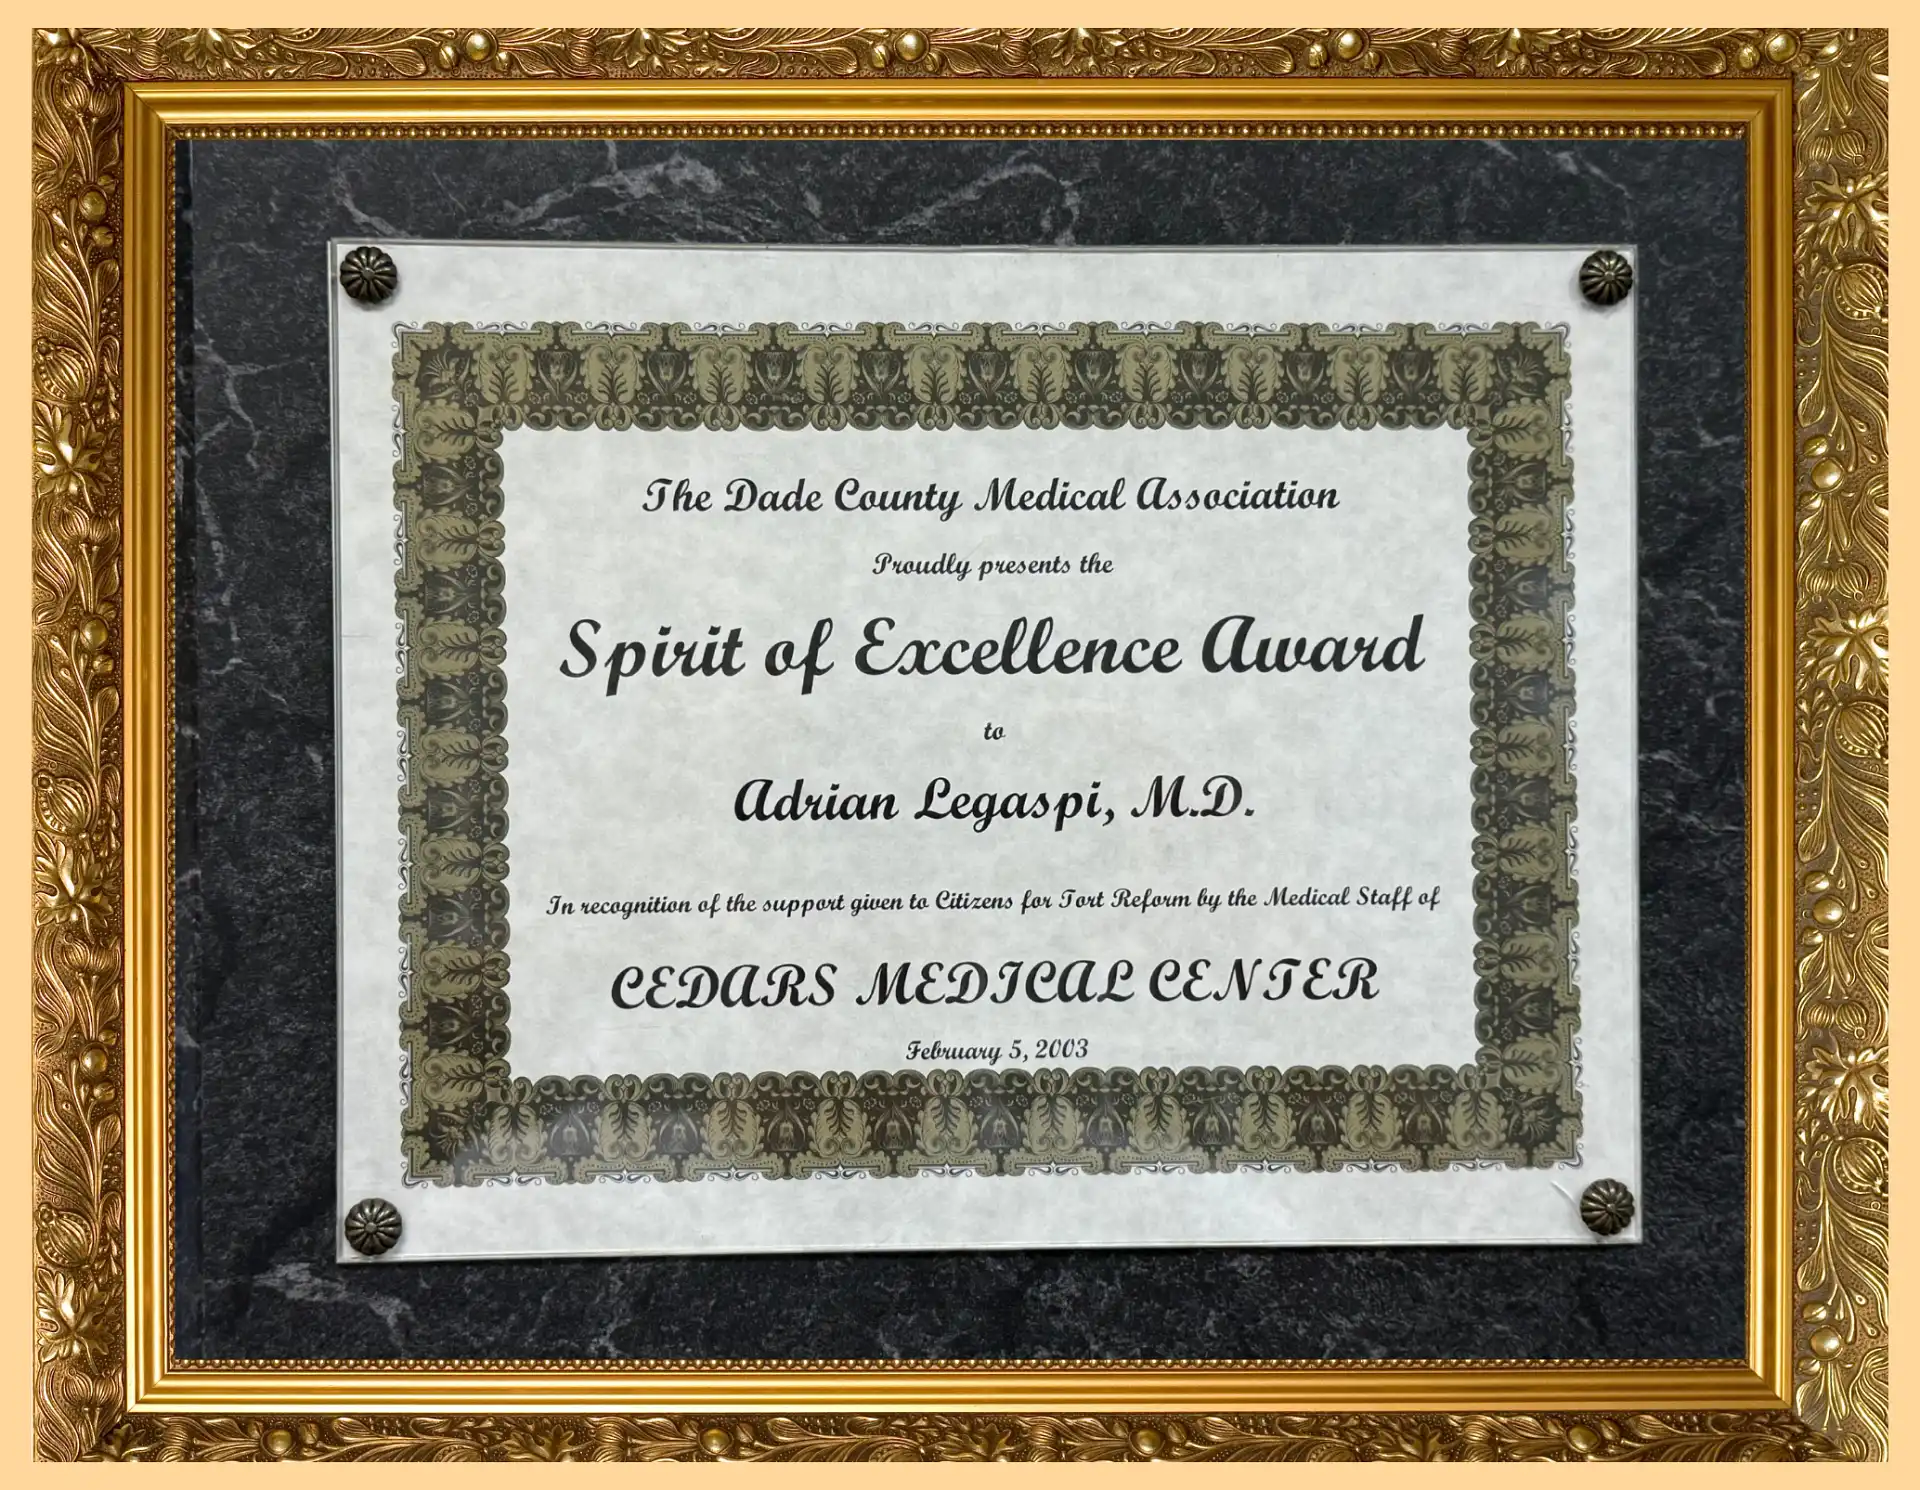 The Dade County Medical Association
Proudly presents the
Spirit of Excellence Award
to
Adrian Legaspi, M.D.
In recognition of the support given to Citizens for Tort Reform by the Medical Staff of
CEDARS MEDICAL CENTER
February 5, 2003